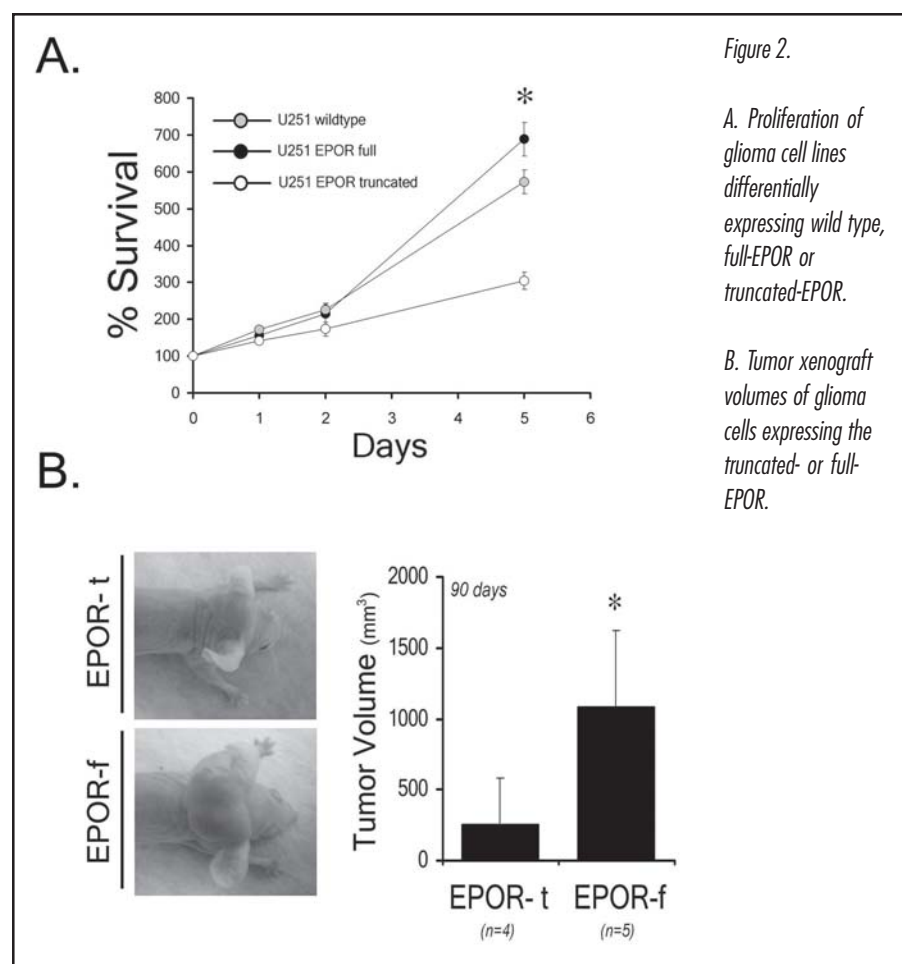 A.
Figure 2.
A. Proliferation of
glioma cell lines
differentially
expressing wild type,
full-EPOR or
truncated-EPOR.
B. Tumor xenograft
volumes of glioma
cells expressing the
truncated- or full-
EPOR.
% Survival
800
700
600
500
400
300
200
100
0
*
U251 wildtype
U251 EPOR full
U251 EPOR truncated
0 1 2 3 4 5 6
Days
B.
EPOR- t
EPOR-f
Tumor Volume (mm³)
2000
1500
1000
500
0
90 days
*
EPOR- t EPOR-f
(n=4) (n=5)